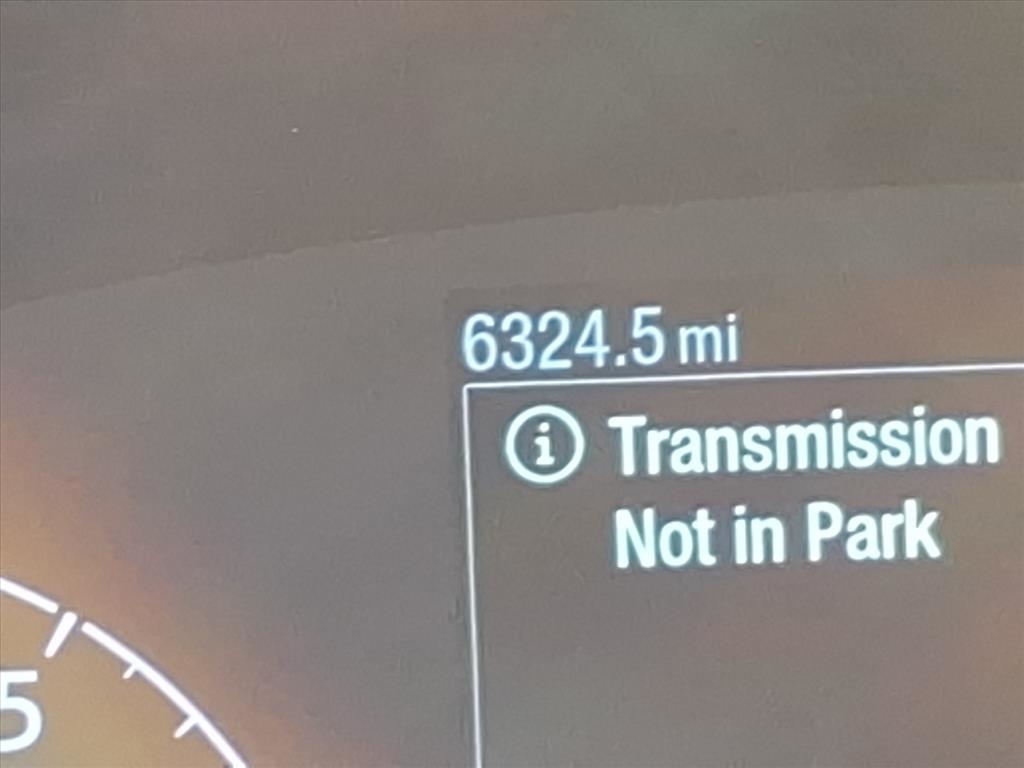 6324.5 mi
i Transmission
Not in Park
5